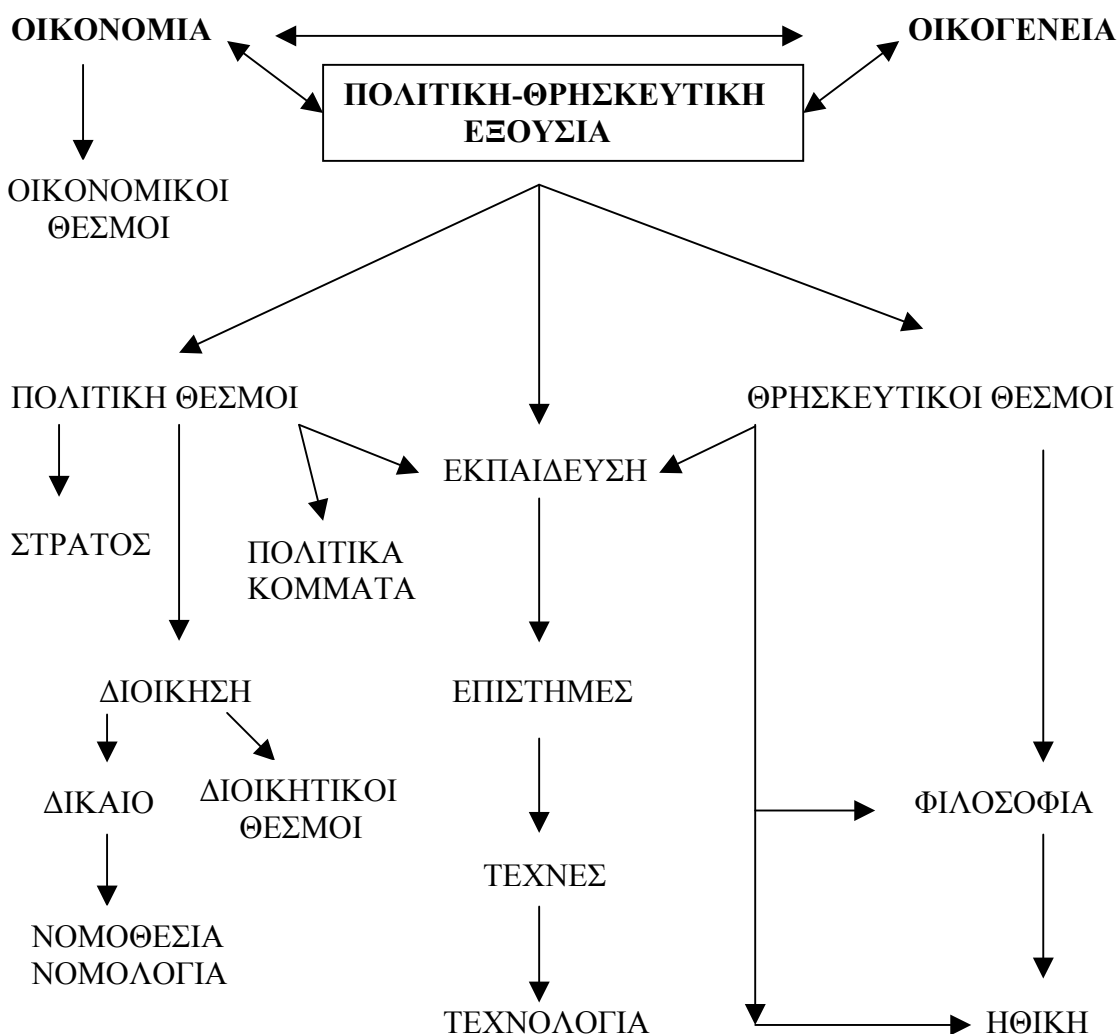 ΟΙΚΟΝΟΜΙΑ
ΟΙΚΟΓΕΝΕΙΑ
ΠΟΛΙΤΙΚΗ-ΘΡΗΣΚΕΥΤΙΚΗ
ΕΞΟΥΣΙΑ
ΟΙΚΟΝΟΜΙΚΟΙ
ΘΕΣΜΟΙ
ΠΟΛΙΤΙΚΗ ΘΕΣΜΟΙ
ΘΡΗΣΚΕΥΤΙΚΟΙ ΘΕΣΜΟΙ
ΕΚΠΑΙΔΕΥΣΗ
ΣΤΡΑΤΟΣ
ΠΟΛΙΤΙΚΑ
ΚΟΜΜΑΤΑ
ΔΙΟΙΚΗΣΗ
ΕΠΙΣΤΗΜΕΣ
ΔΙΚΑΙΟ
ΔΙΟΙΚΗΤΙΚΟΙ
ΘΕΣΜΟΙ
ΦΙΛΟΣΟΦΙΑ
ΤΕΧΝΕΣ
ΝΟΜΟΘΕΣΙΑ
ΝΟΜΟΛΟΓΙΑ
ΤΕΧΝΟΛΟΓΙΑ
ΗΘΙΚΗ